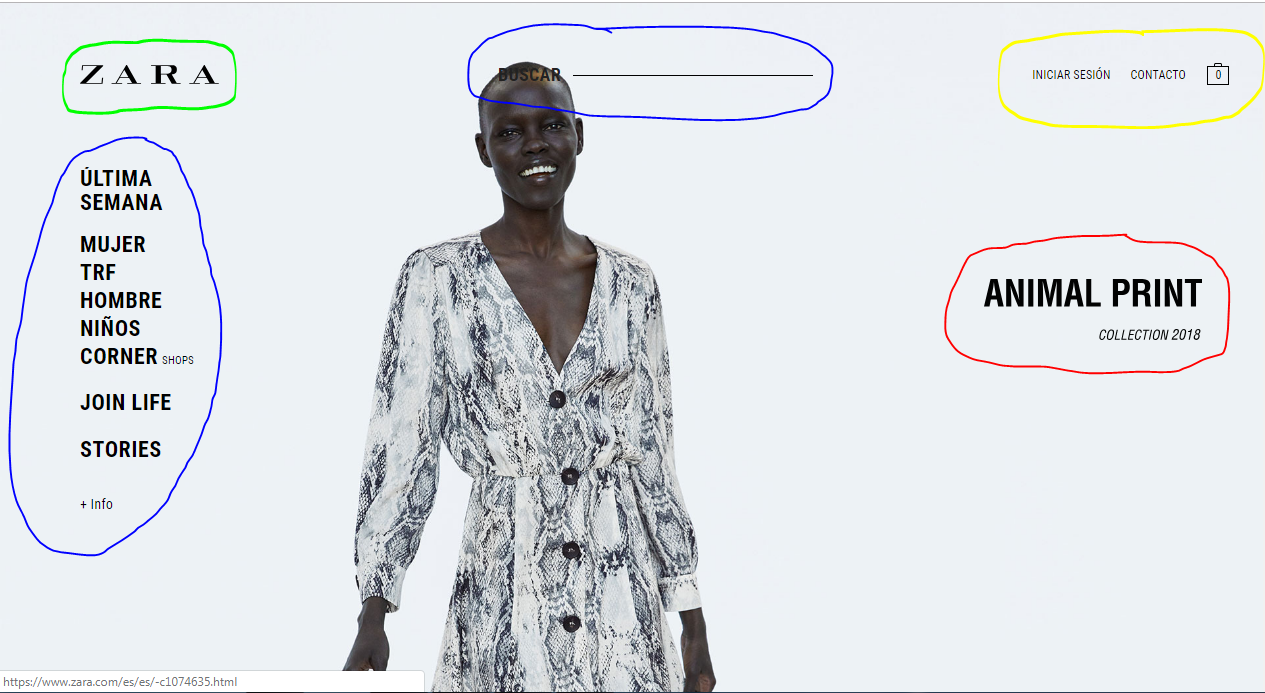 ZARA
BUSCAR
INICIAR SESIÓN CONTACTO 0
ÚLTIMA
SEMANA
MUJER
TRF
HOMBRE
NIÑOS
CORNER SHOPS
JOIN LIFE
STORIES
+ Info
ANIMAL PRINT
COLLECTION 2018
https://www.zara.com/es/es/-c1074635.html